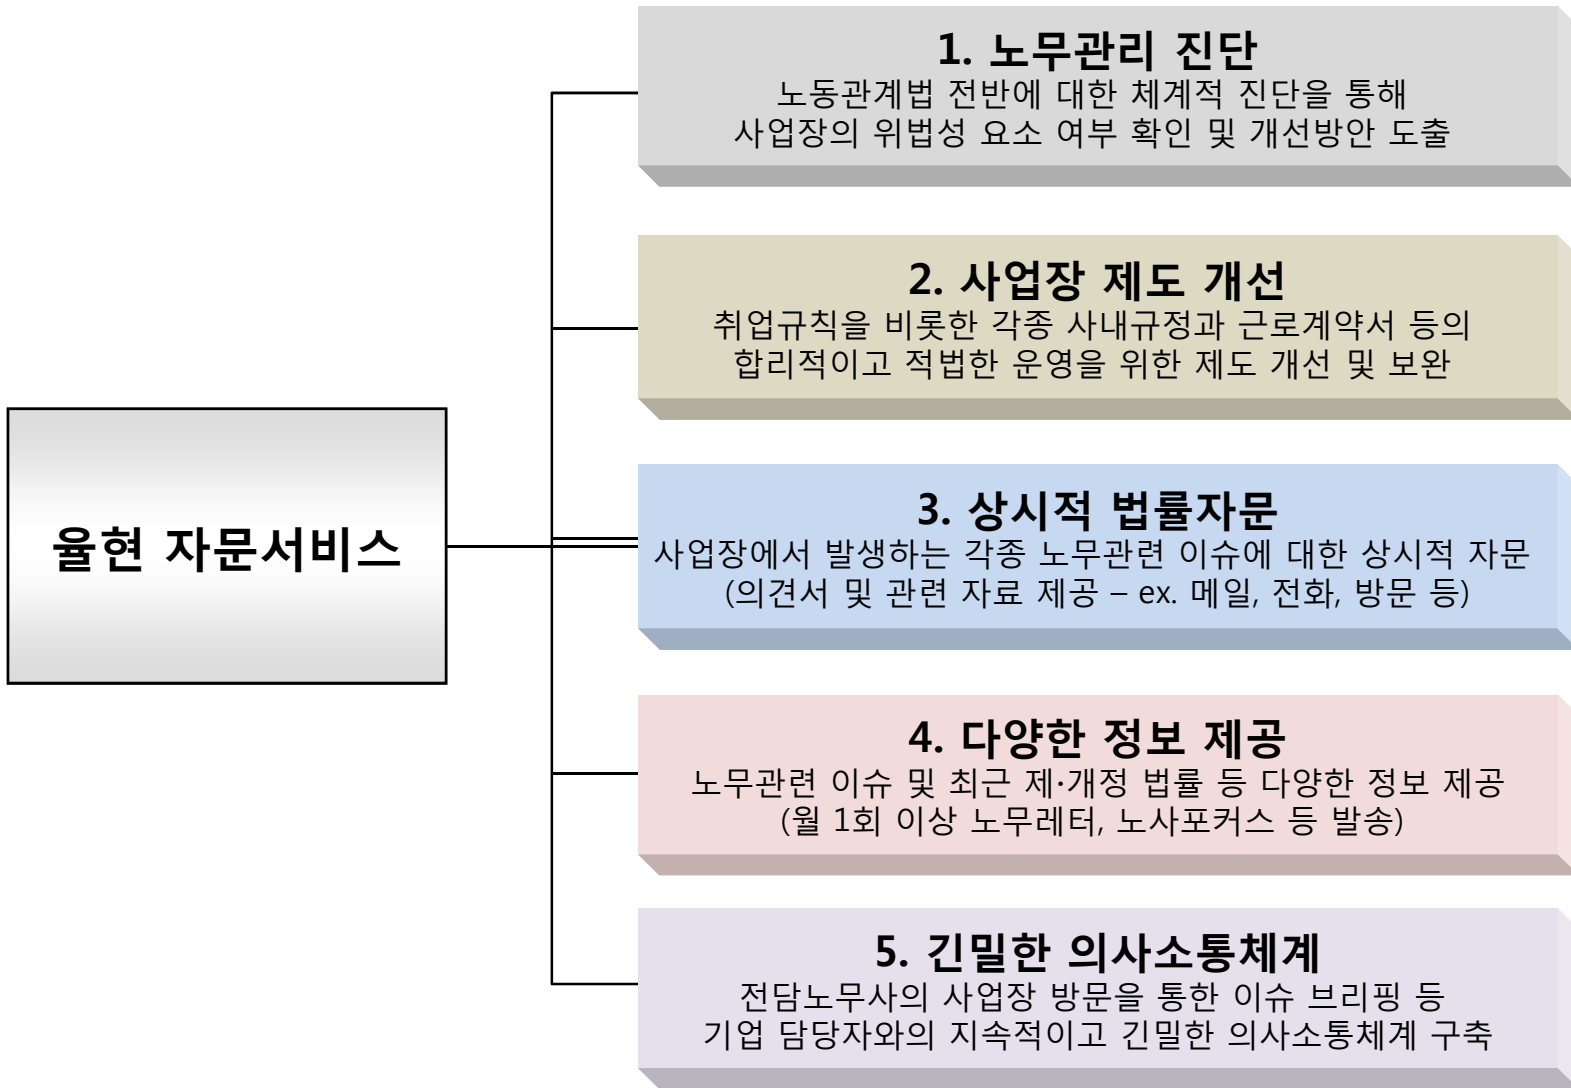 율현 자문서비스
1. 노무관리 진단
노동관계법 전반에 대한 체계적 진단을 통해
사업장의 위법성 요소 여부 확인 및 개선방안 도출
2. 사업장 제도 개선
취업규칙을 비롯한 각종 사내규정과 근로계약서 등의
합리적이고 적법한 운영을 위한 제도 개선 및 보완
3. 상시적 법률자문
사업장에서 발생하는 각종 노무관련 이슈에 대한 상시적 자문
(의견서 및 관련 자료 제공 – ex. 메일, 전화, 방문 등)
4. 다양한 정보 제공
노무관련 이슈 및 최근 제·개정 법률 등 다양한 정보 제공
(월 1회 이상 노무레터, 노사포커스 등 발송)
5. 긴밀한 의사소통체계
전담노무사의 사업장 방문을 통한 이슈 브리핑 등
기업 담당자와의 지속적이고 긴밀한 의사소통체계 구축